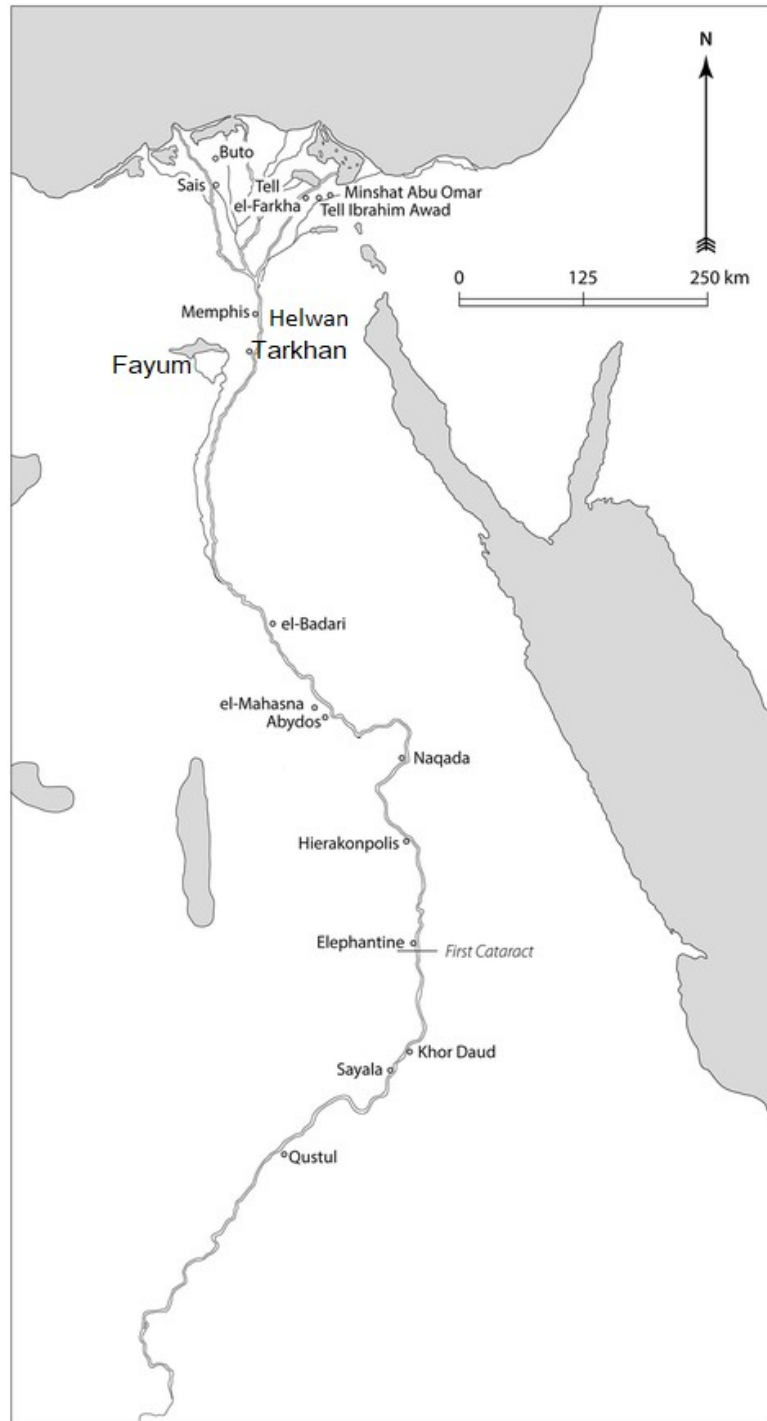 N
Buto
Sais
Tell
el-Farkha
Minshat Abu Omar
Tell Ibrahim Awad
0 125 250 km
Memphis
Helwan
Tarkhan
Fayum
el-Badari
el-Mahasna
Abydos
Naqada
Hierakonpolis
Elephantine
First Cataract
Khor Daud
Sayala
Qustul